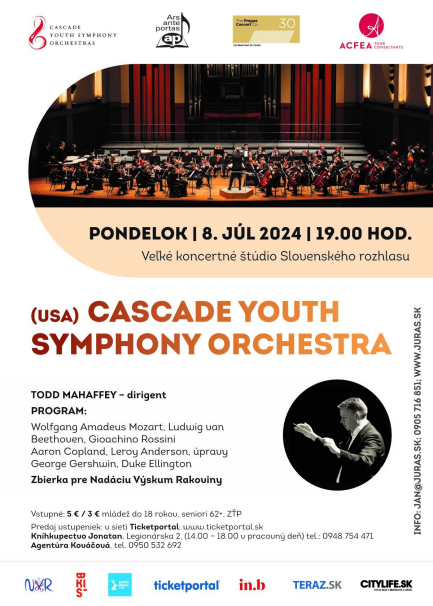 CASCADE
YOUTH SYMPHONY
ORCHESTRAS
Ars
ante
portas
ap
The Prague
Concert Co.
30
ACFEA TOUR
CONSULTANTS
PONDELOK | 8. JÚL 2024 | 19.00 HOD.
Veľké koncertné štúdio Slovenského rozhlasu
(USA) CASCADE YOUTH
SYMPHONY ORCHESTRA
TODD MAHAFFEY – dirigent
PROGRAM:
Wolfgang Amadeus Mozart, Ludwig van
Beethoven, Gioachino Rossini
Aaron Copland, Leroy Anderson, úpravy
George Gershwin, Duke Ellington
Zbierka pre Nadáciu Výskum Rakoviny
INFO: JAN@JURAS.SK; 0905 716 851; WWW.JURAS.SK
Vstupné: 5 € / 3 € mládež do 18 rokov, seniori 62+, ZŤP
Predaj vstupeniek: v sieti Ticketportal; www.ticketportal.sk
Kníhkupectvo Jonatan, Legionárska 2, (14.00 – 18.00 v pracovný deň) tel.: 0948 754 471
Agentúra Kováčová, tel. 0950 532 692
BKIS
ticketportal
in.b
TERAZ.SK
CITYLIFE.SK